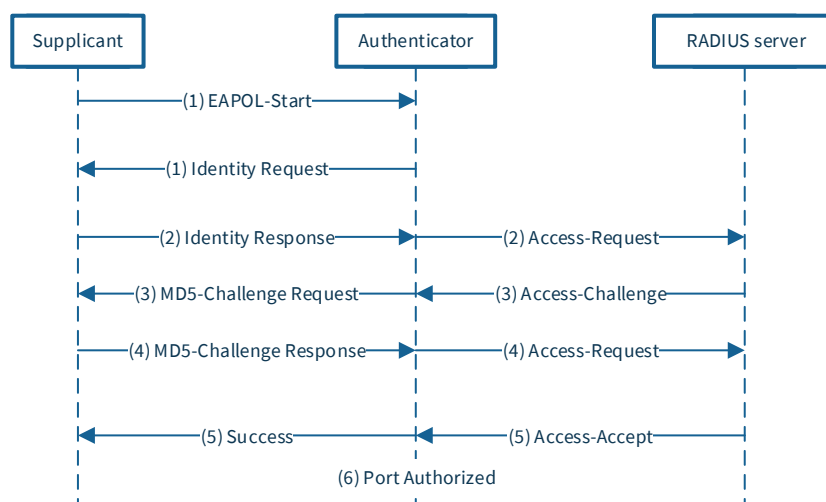 Supplicant
Authenticator
RADIUS server
(1) EAPOL-Start
(1) Identity Request
(2) Identity Response
(2) Access-Request
(3) MD5-Challenge Request
(3) Access-Challenge
(4) MD5-Challenge Response
(4) Access-Request
(5) Success
(5) Access-Accept
(6) Port Authorized